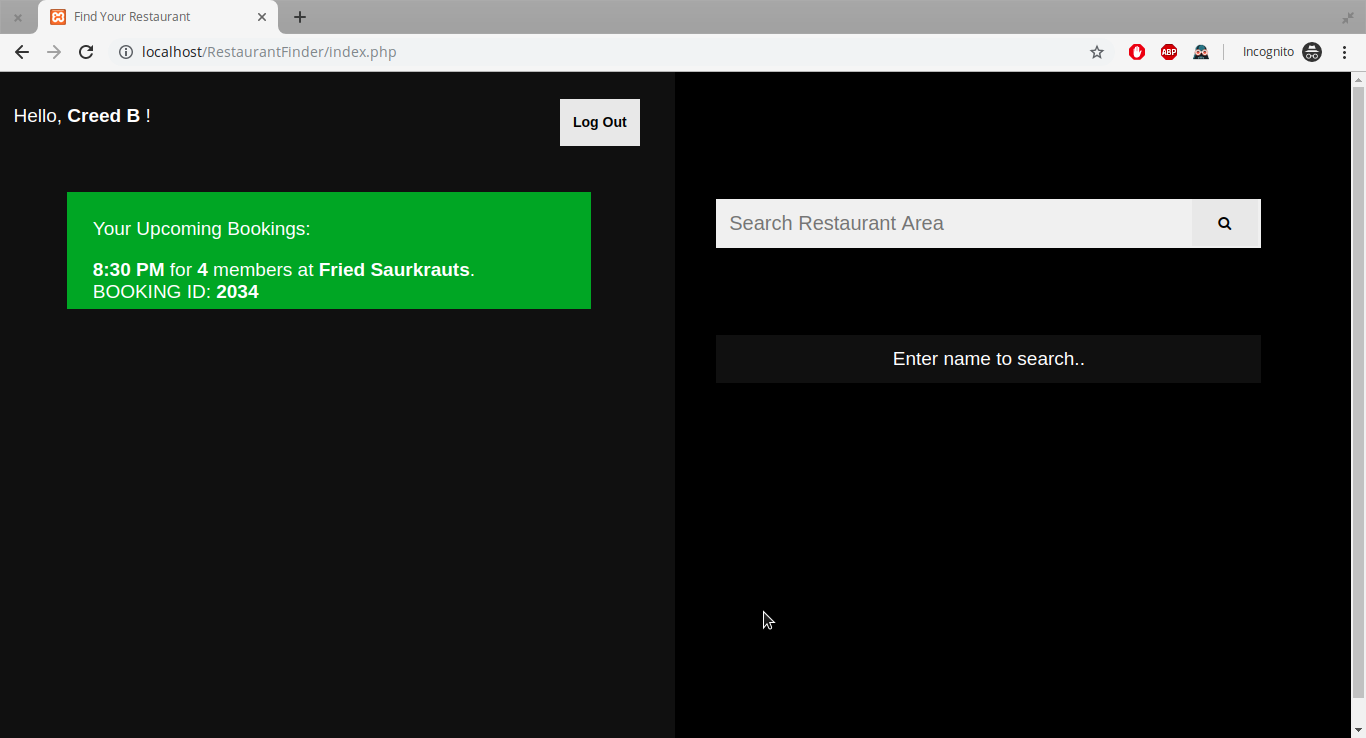 Find Your Restaurant
localhost/RestaurantFinder/index.php
ABP
Incognito
Hello, Creed B !
Log Out
Your Upcoming Bookings:
8:30 PM for 4 members at Fried Saurkrauts.
BOOKING ID: 2034
Search Restaurant Area
Enter name to search..